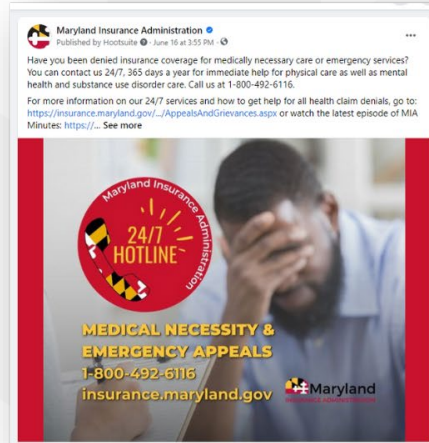 Maryland Insurance Administration
Published by Hootsuite · June 16 at 3:55 PM ·
Have you been denied insurance coverage for medically necessary care or emergency services?
You can contact us 24/7, 365 days a year for immediate help for physical care as well as mental
health and substance use disorder care. Call us at 1-800-492-6116.
For more information on our 24/7 services and how to get help for all health claim denials, go to:
https://insurance.maryland.gov/.../AppealsAndGrievances.aspx or watch the latest episode of MIA
Minutes: https://... See more
Maryland Insurance Administration
24/7
HOTLINE
MEDICAL NECESSITY &
EMERGENCY APPEALS
1-800-492-6116
insurance.maryland.gov
Maryland
INSURANCE ADMINISTRATION